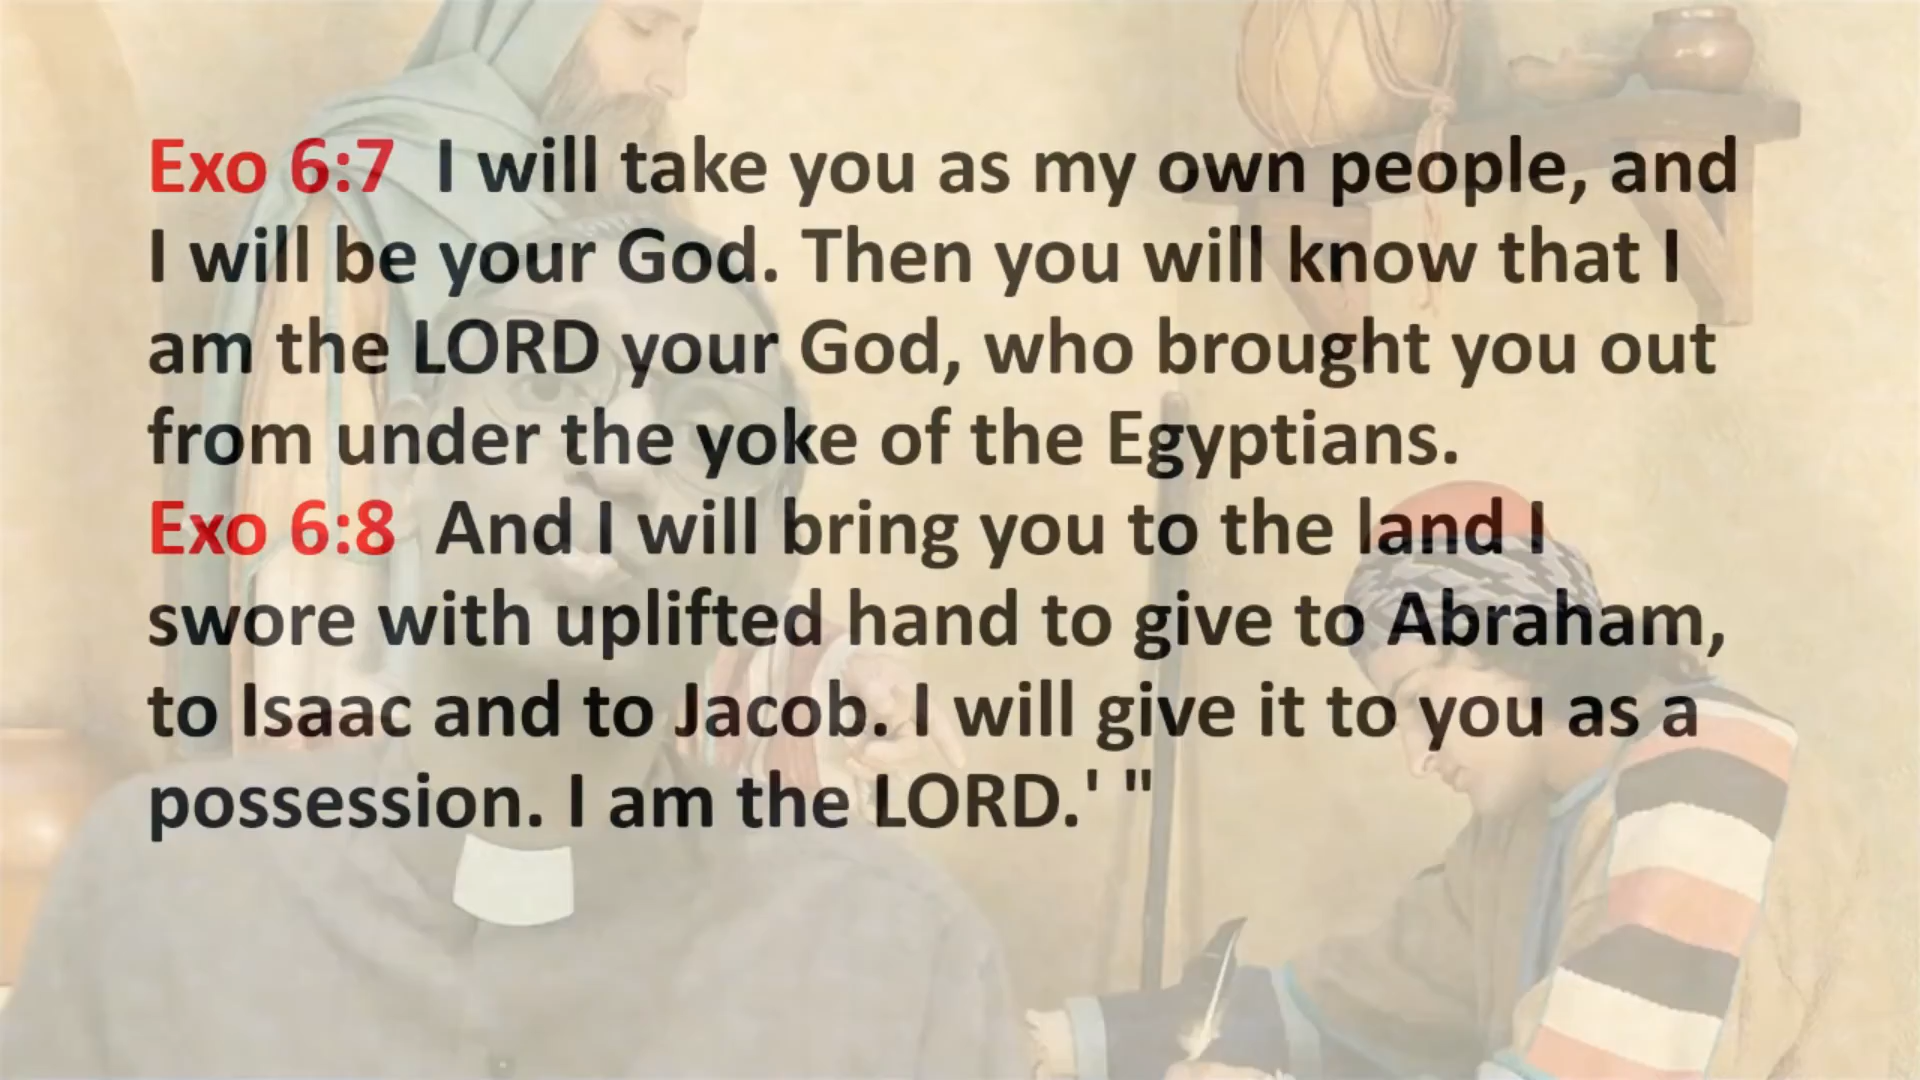 Exo 6:7 I will take you as my own people, and
I will be your God. Then you will know that I
am the LORD your God, who brought you out
from under the yoke of the Egyptians.
Exo 6:8 And I will bring you to the land I
swore with uplifted hand to give to Abraham,
to Isaac and to Jacob. I will give it to you as a
possession. I am the LORD.' "